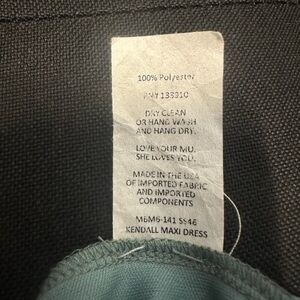 100% Polyester
RN# 133910
DRY CLEAN
OR HAND WASH
AND HANG DRY.
LOVE YOUR MU.
SHE LOVES YOU.
MADE IN THE USA
OF IMPORTED FABRIC
AND IMPORTED
COMPONENTS
MBM6-141 SS46
KENDALL MAXI DRESS